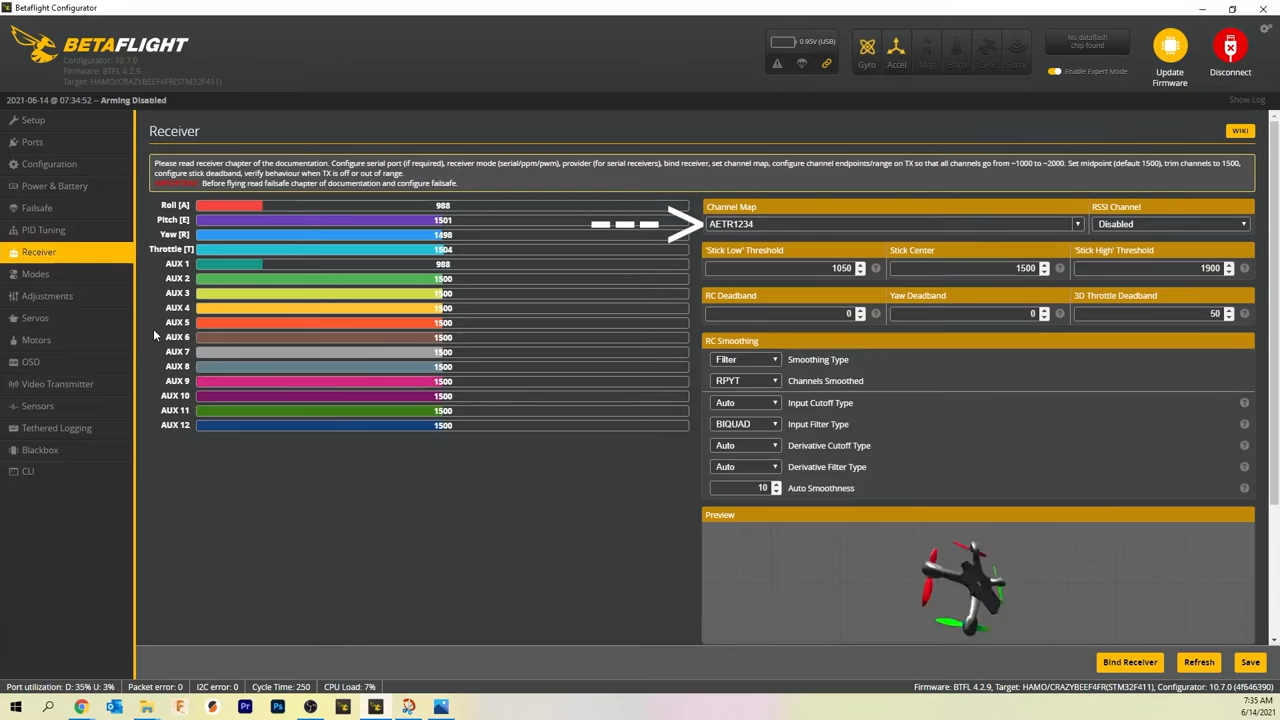 Betaflight Configurator
BETAFLIGHT
Configurator: 10.7.0
Firmware: BTFL 4.2.9
Target: HAMO/CRAZYBEEF4FR(STM32F411)
0.95V (USB)
Gyro
Accel
Mag
Baro
GPS
Sonar
No dataflash
chip found
Enable Expert Mode
Update
Firmware
Disconnect
2021-06-14 @ 07:34:52 -- Arming Disabled
Show Log
Setup
Ports
Configuration
Power & Battery
Failsafe
PID Tuning
Receiver
Modes
Adjustments
Servos
Motors
OSD
Video Transmitter
Sensors
Tethered Logging
Blackbox
CLI
Receiver
WIKI
Please read receiver chapter of the documentation. Configure serial port (if required), receiver mode (serial/ppm/pwm), provider (for serial receivers), bind receiver, set channel map, configure channel endpoints/range on TX so that all channels go from ~1000 to ~2000. Set midpoint (default 1500), trim channels to 1500,
configure stick deadband, verify behaviour when TX is off or out of range.
Before flying read failsafe chapter of documentation and configure failsafe.
Roll [A] 988
Pitch [E] 1501
Yaw [R] 1498
Throttle [T] 1504
AUX 1 988
AUX 2 1500
AUX 3 1500
AUX 4 1500
AUX 5 1500
AUX 6 1500
AUX 7 1500
AUX 8 1500
AUX 9 1500
AUX 10 1500
AUX 11 1500
AUX 12 1500
Channel Map RSSI Channel
AETR1234 Disabled
'Stick Low' Threshold Stick Center 'Stick High' Threshold
1050 1500 1900
RC Deadband Yaw Deadband 3D Throttle Deadband
0 0 50
RC Smoothing
Filter Smoothing Type
RPYT Channels Smoothed
Auto Input Cutoff Type
BIQUAD Input Filter Type
Auto Derivative Cutoff Type
Auto Derivative Filter Type
10 Auto Smoothness
Preview
Bind Receiver Refresh Save
Port utilization: D: 35% U: 3% Packet error: 0 I2C error: 0 Cycle Time: 250 CPU Load: 7% Firmware: BTFL 4.2.9, Target: HAMO/CRAZYBEEF4FR(STM32F411), Configurator: 10.7.0 (4f646390)
Pr
Ps
7:35 AM
6/14/2021